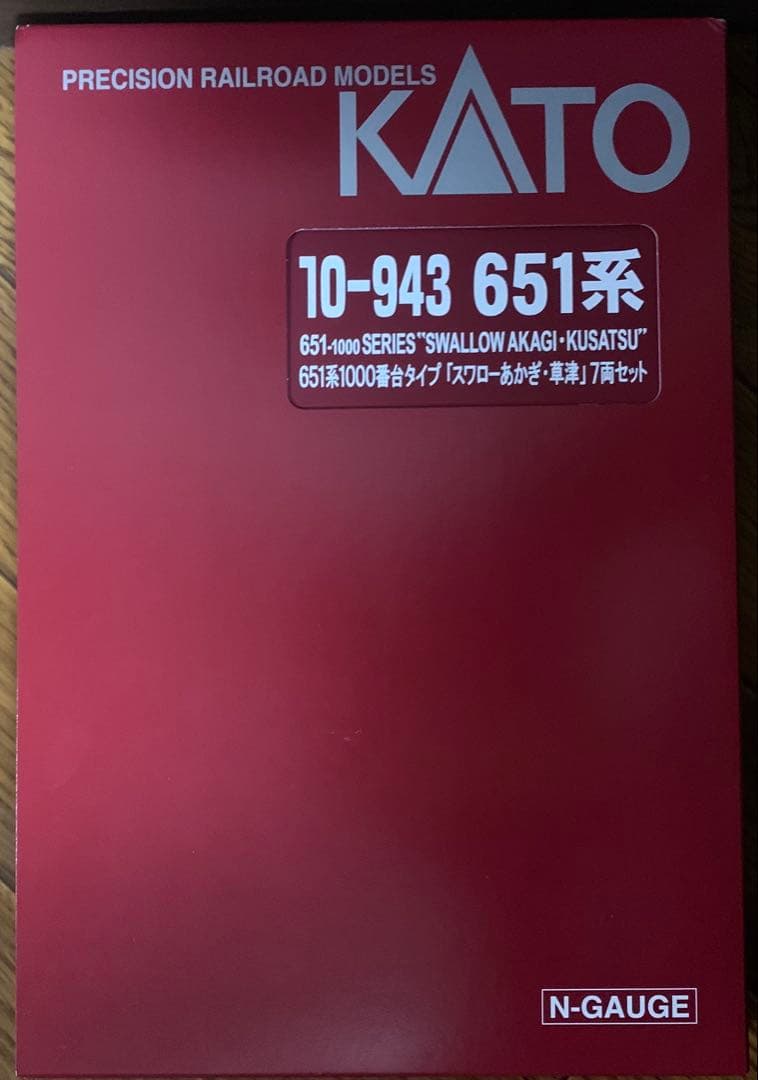 PRECISION RAILROAD MODELS
KATO
10-943 651系
651-1000 SERIES "SWALLOW AKAGI・KUSATSU"
651系1000番台タイプ「スワローあかぎ・草津」7両セット
N-GAUGE